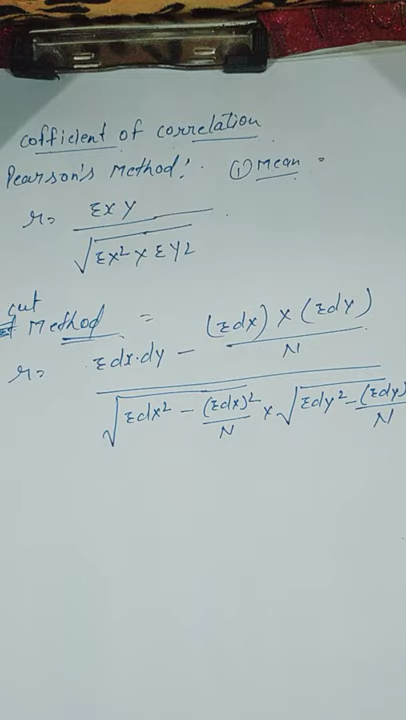 cofficient of correlation
Pearson's Method:. ① Mean :
r = Σxy / √Σx² × Σy²
cut
Method =
r = Σdx.dy − (Σdx) × (Σdy) / N
√Σdx² − (Σdx)² / N × √Σdy² − (Σdy) / N